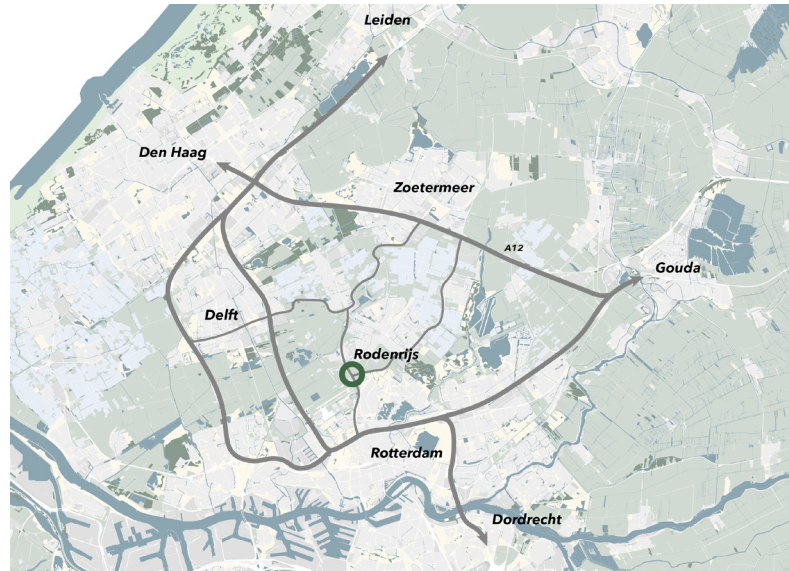 Leiden
Den Haag
Zoetermeer
A12
Gouda
Delft
Rodenrijs
Rotterdam
Dordrecht